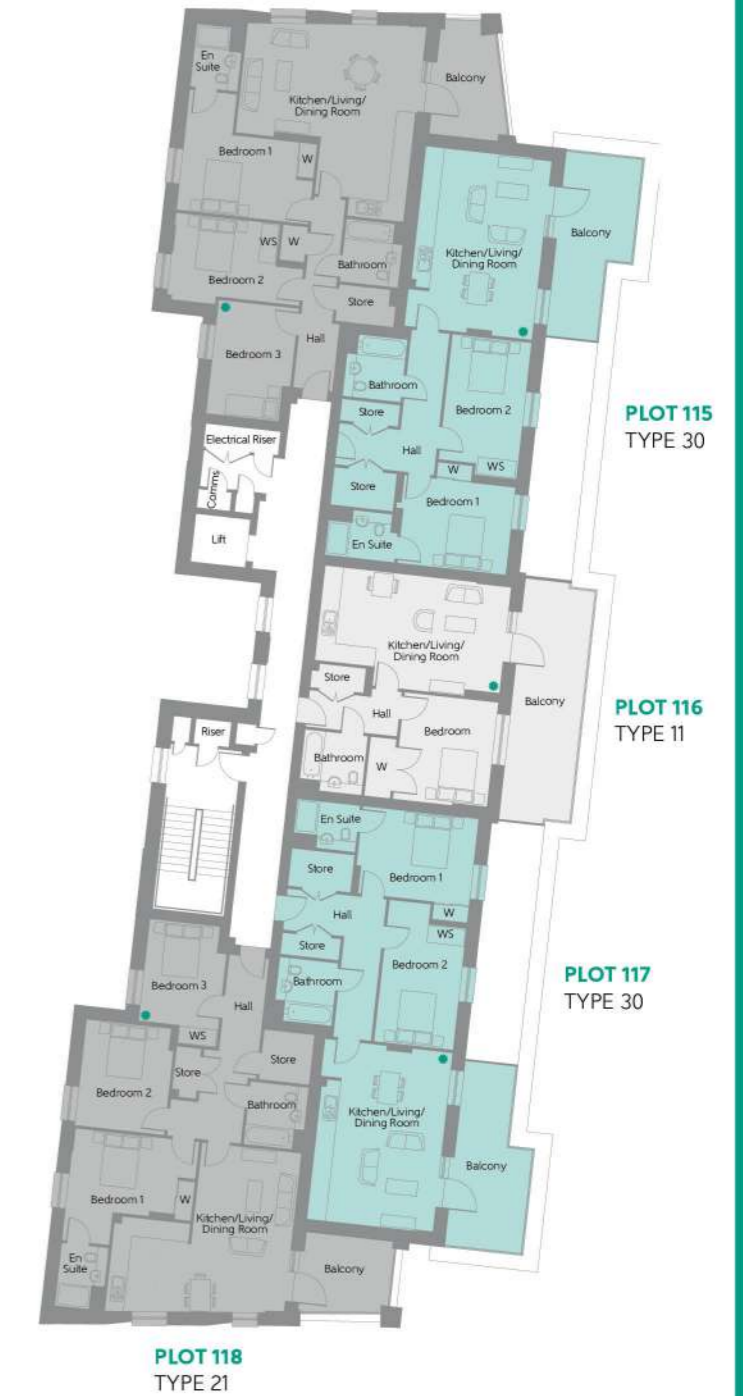 En
Suite
Kitchen/Living/
Dining Room
Balcony
Bedroom 1
W
WS
W
Bedroom 2
Bathroom
Store
Hall
Bedroom 3
Electrical Riser
Comms
Lift
Kitchen/Living/
Dining Room
Balcony
Bathroom
Bedroom 2
Store
Hall
W
WS
Store
Bedroom 1
En Suite
PLOT 115
TYPE 30
Kitchen/Living/
Dining Room
Store
Balcony
Hall
Bedroom
Bathroom
W
PLOT 116
TYPE 11
Riser
En Suite
Store
Bedroom 1
Hall
W
WS
Store
Bedroom 2
Bathroom
Kitchen/Living/
Dining Room
Balcony
PLOT 117
TYPE 30
Bedroom 3
Hall
WS
Store
Store
Bedroom 2
Bathroom
Bedroom 1
W
Kitchen/Living/
Dining Room
En
Suite
Balcony
PLOT 118
TYPE 21